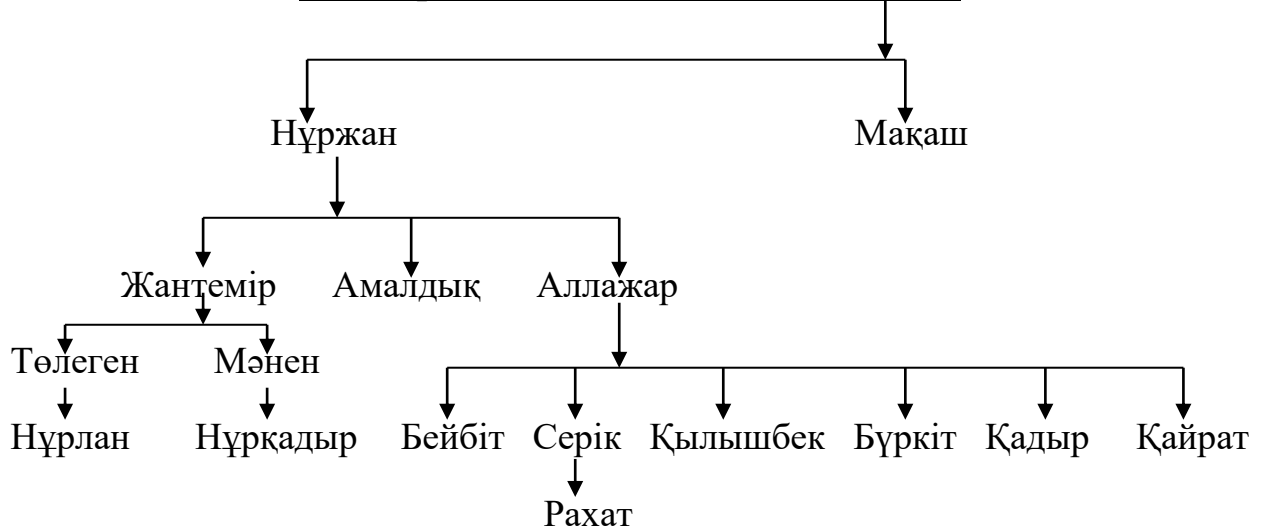 Нұржан Мақаш
Жантемір Амалдық Аллажар
Төлеген Мәнен
Нұрлан Нұрқадыр Бейбіт Серік Қылышбек Бүркіт Қадыр Қайрат
Рахат